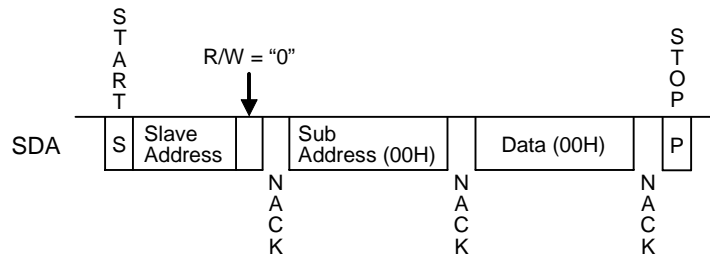 START
R/W = “0”
STOP
SDA
S
Slave
Address
Sub
Address (00H)
Data (00H)
P
NACK
NACK
NACK